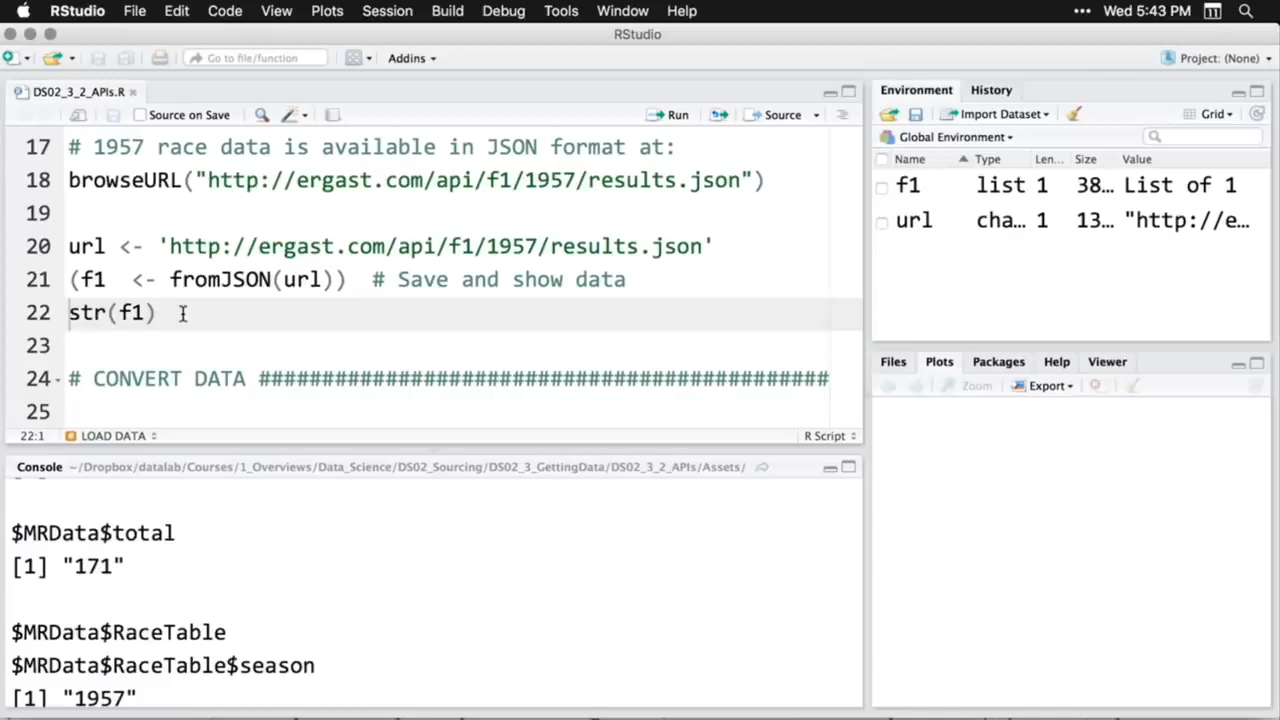 RStudio File Edit Code View Plots Session Build Debug Tools Window Help ••• Wed 5:43 PM 11
RStudio
Go to file/function Addins Project: (None)
DS02_3_2_APIs.R
Source on Save Run Source
17 # 1957 race data is available in JSON format at:
18 browseURL("http://ergast.com/api/f1/1957/results.json")
19
20 url <- 'http://ergast.com/api/f1/1957/results.json'
21 (f1  <- fromJSON(url))  # Save and show data
22 str(f1)
23
24 # CONVERT DATA ###############################################
25
22:1 LOAD DATA R Script
Console ~/Dropbox/datalab/Courses/1_Overviews/Data_Science/DS02_Sourcing/DS02_3_GettingData/DS02_3_2_APIs/Assets/
$MRData$total
[1] "171"
$MRData$RaceTable
$MRData$RaceTable$season
[1] "1957"
Environment History
Import Dataset Grid
Global Environment
Name Type Len... Size Value
f1 list 1 38... List of 1
url cha... 1 13... "http://e...
Files Plots Packages Help Viewer
Zoom Export